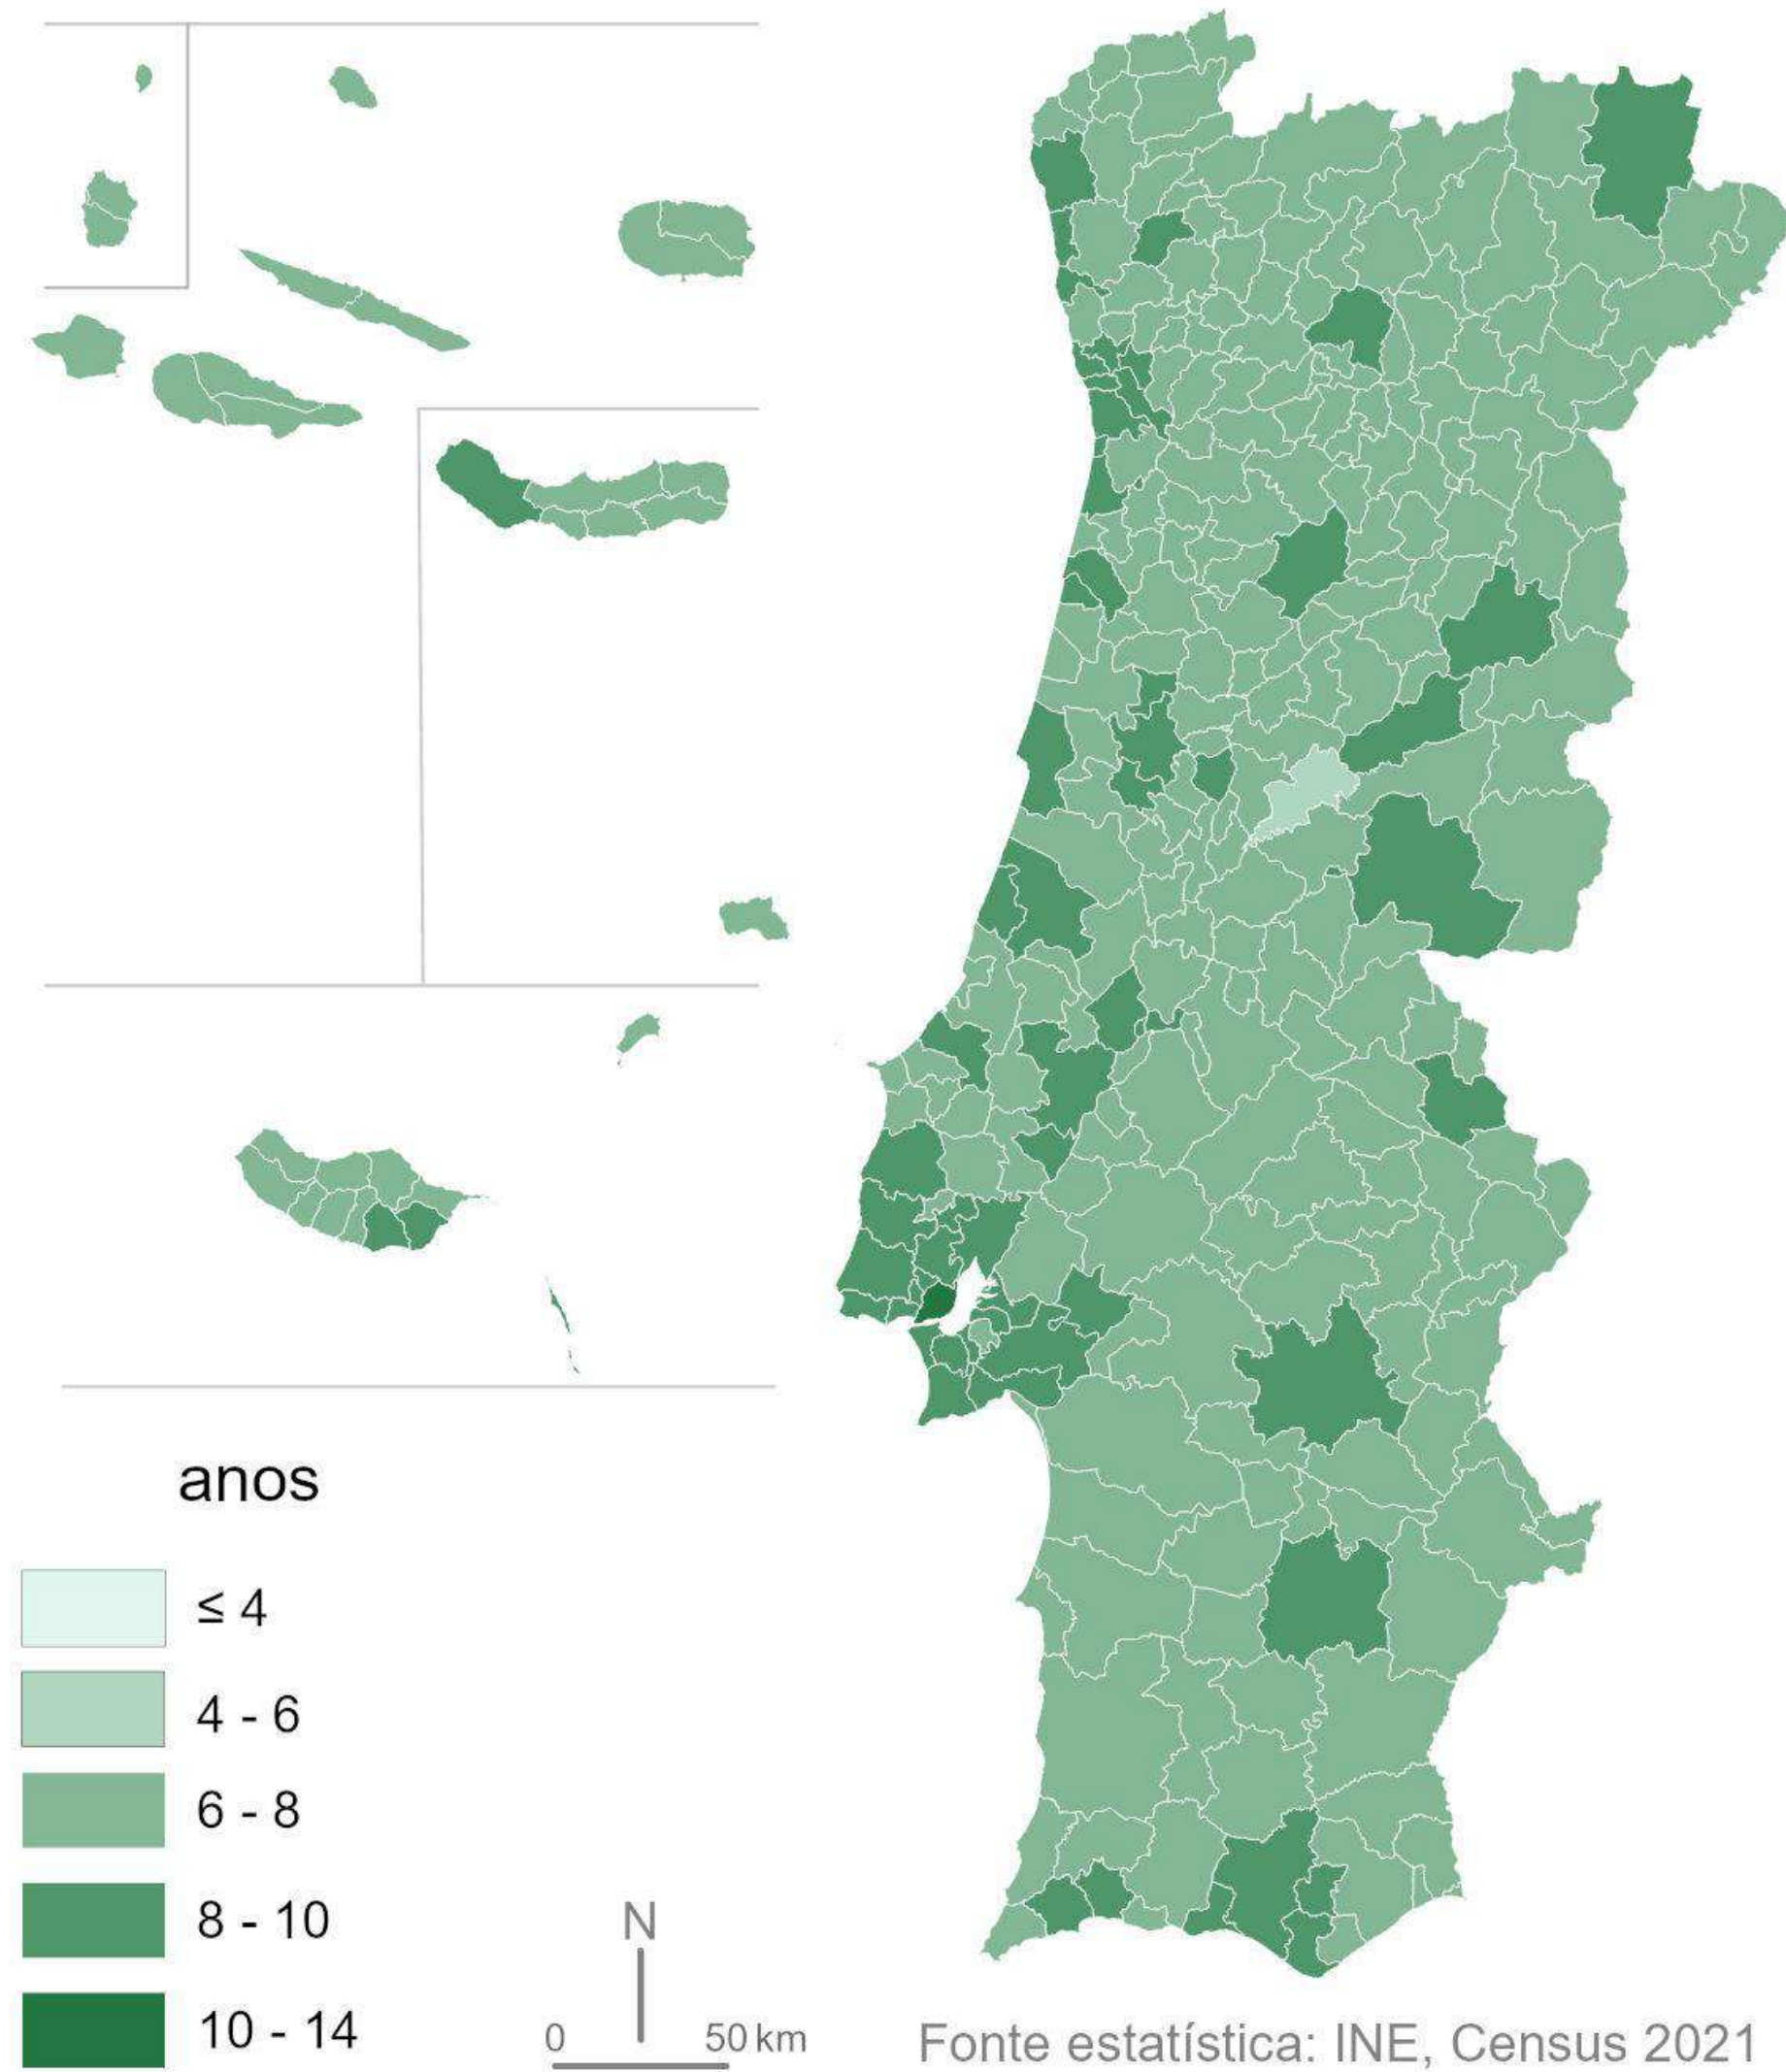 anos
≤ 4
4 - 6
6 - 8
8 - 10
10 - 14
N
0 50 km
Fonte estatística: INE, Census 2021